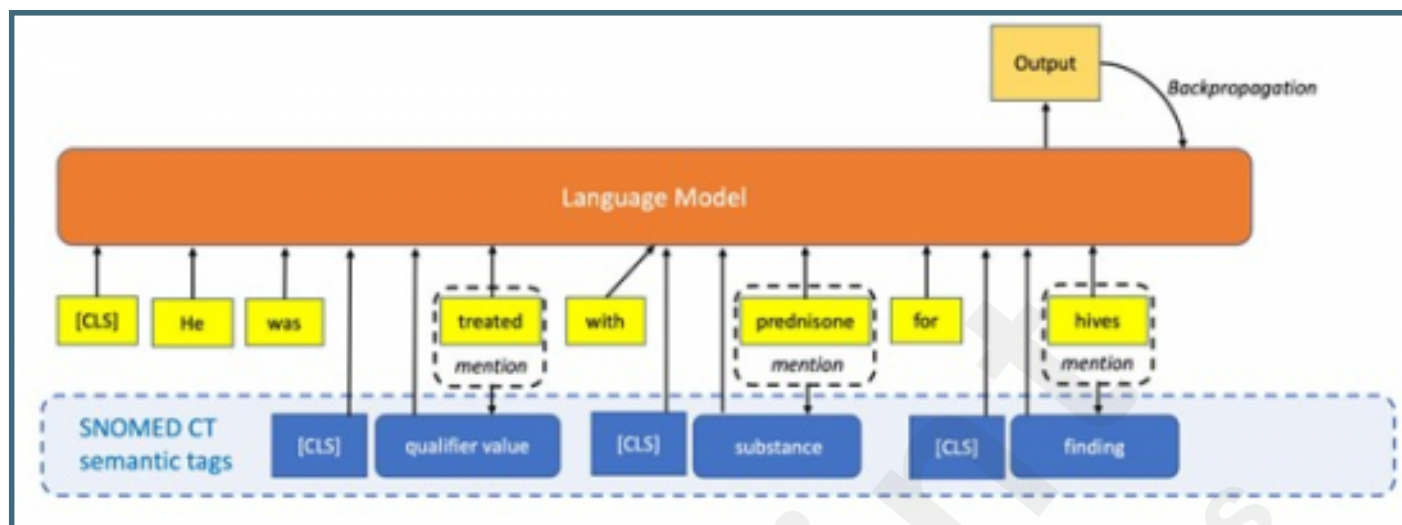 Output
Backpropagation
Language Model
[CLS] He was treated with prednisone for hives
mention mention mention
SNOMED CT
semantic tags
[CLS] qualifier value [CLS] substance [CLS] finding